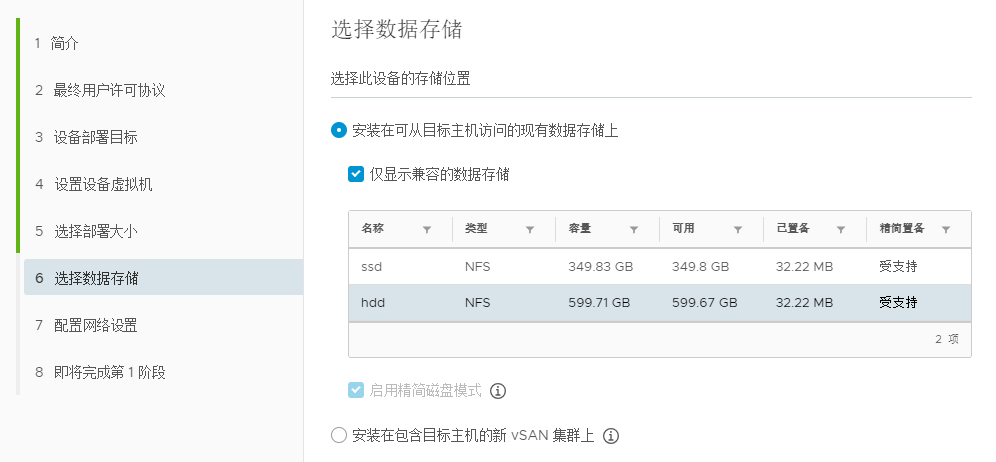 1 简介
2 最终用户许可协议
3 设备部署目标
4 设置设备虚拟机
5 选择部署大小
6 选择数据存储
7 配置网络设置
8 即将完成第 1 阶段
选择数据存储
选择此设备的存储位置
安装在可从目标主机访问的现有数据存储上
仅显示兼容的数据存储
名称 类型 容量 可用 已置备 精简置备
ssd NFS 349.83 GB 349.8 GB 32.22 MB 受支持
hdd NFS 599.71 GB 599.67 GB 32.22 MB 受支持
2 项
启用精简磁盘模式
安装在包含目标主机的新 vSAN 集群上